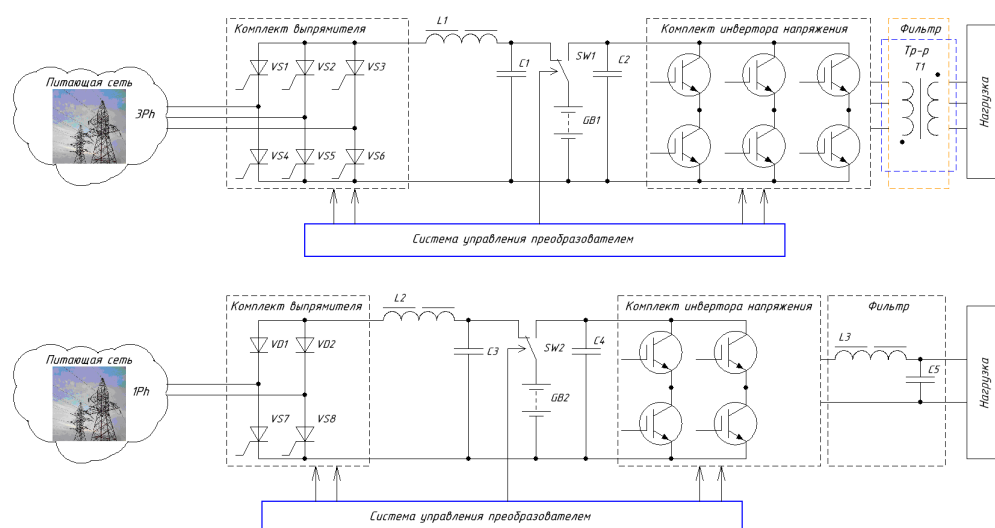 Комплект выпрямителя
L1
Комплект инвертора напряжения
Фильтр
Тр-р
T1
VS1
VS2
VS3
C1
SW1
C2
Питающая сеть
3Ph
GB1
Нагрузка
VS4
VS5
VS6
Система управления преобразователем
Комплект выпрямителя
L2
Комплект инвертора напряжения
Фильтр
VD1
VD2
C3
SW2
C4
L3
Питающая сеть
1Ph
GB2
C5
Нагрузка
VS7
VS8
Система управления преобразователем